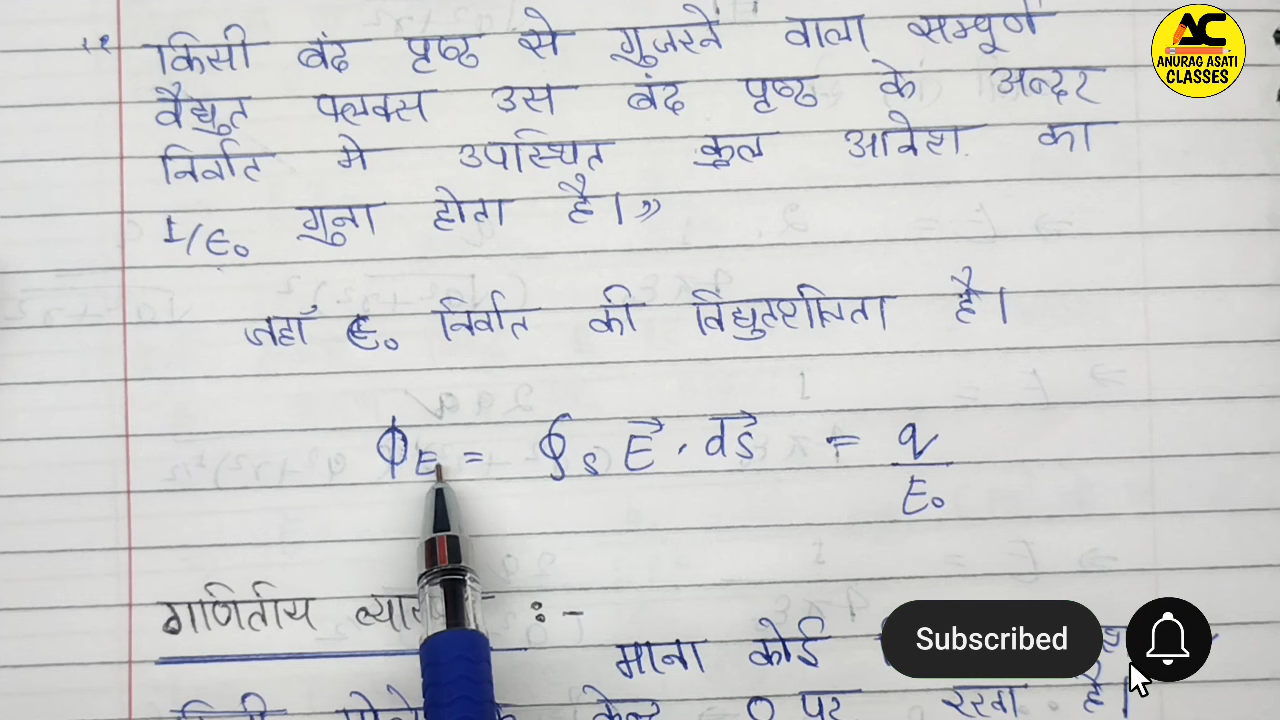 AC
ANURAG ASATI
CLASSES
" किसी बंद पृष्ठ से गुजरने वाला सम्पूर्ण
वैद्युत फ्लक्स उस बंद पृष्ठ के अन्दर
निर्वात मे उपस्थित कुल आवेश का
1/ϵ₀ गुना होता है।"
जहाँ ϵ₀ निर्वात की विद्युतशीलता है।
ϕE = ∮s E⃗ . dS⃗ = q/ϵ₀
गणितीय :-
माना कोई
केन्द्र O पर रखा है।
Subscribed